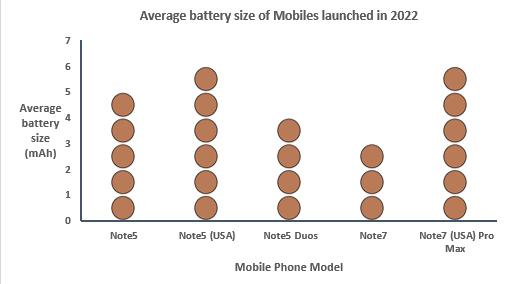 Average battery size of Mobiles launched in 2022
7
6
5
4
3
2
1
0
Average
battery
size
(mAh)
Note5
Note5 (USA)
Note5 Duos
Note7
Note7 (USA) Pro
Max
Mobile Phone Model